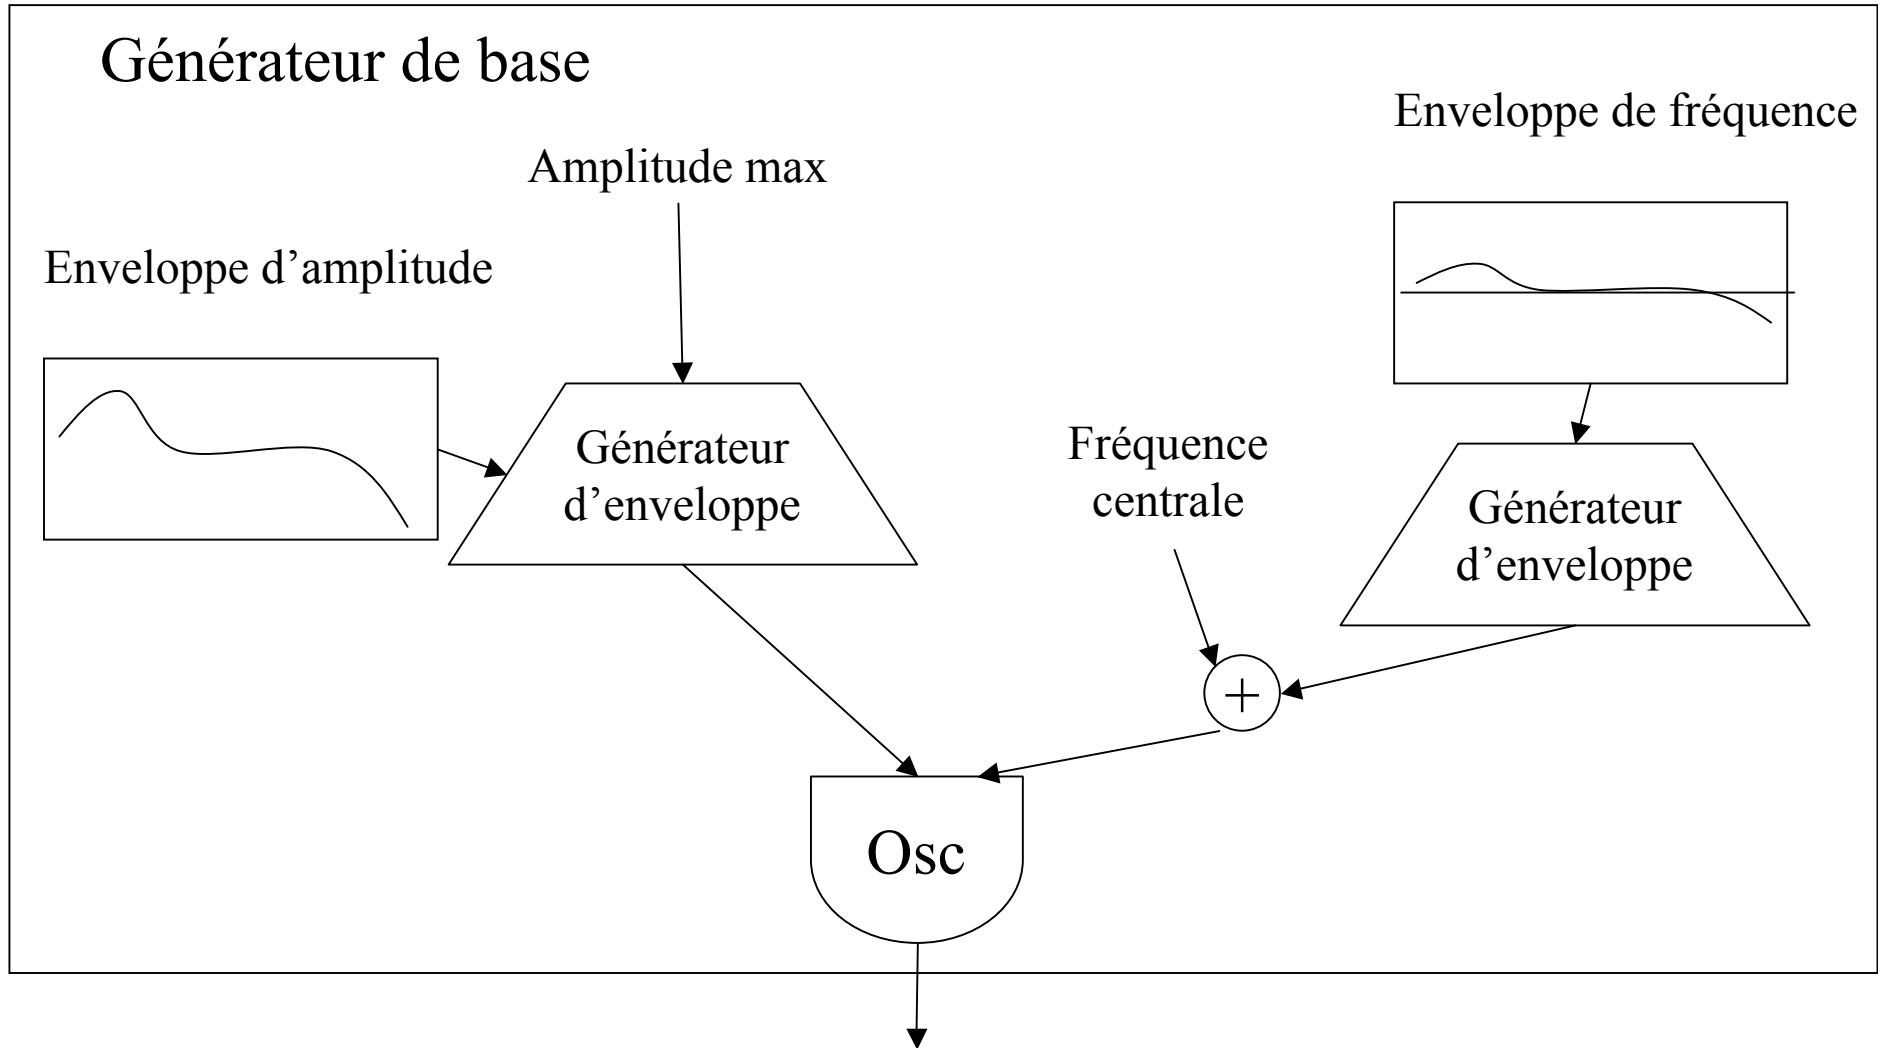 Générateur de base
Enveloppe de fréquence
Amplitude max
Enveloppe d’amplitude
Générateur
d’enveloppe
Fréquence
centrale
Générateur
d’enveloppe
+
Osc